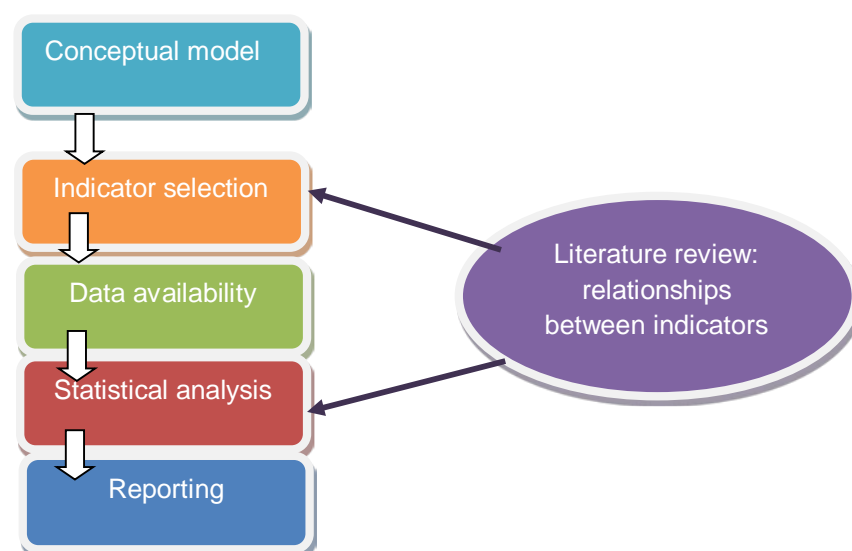 Conceptual model
Indicator selection
Data availability
Statistical analysis
Reporting
Literature review:
relationships
between indicators